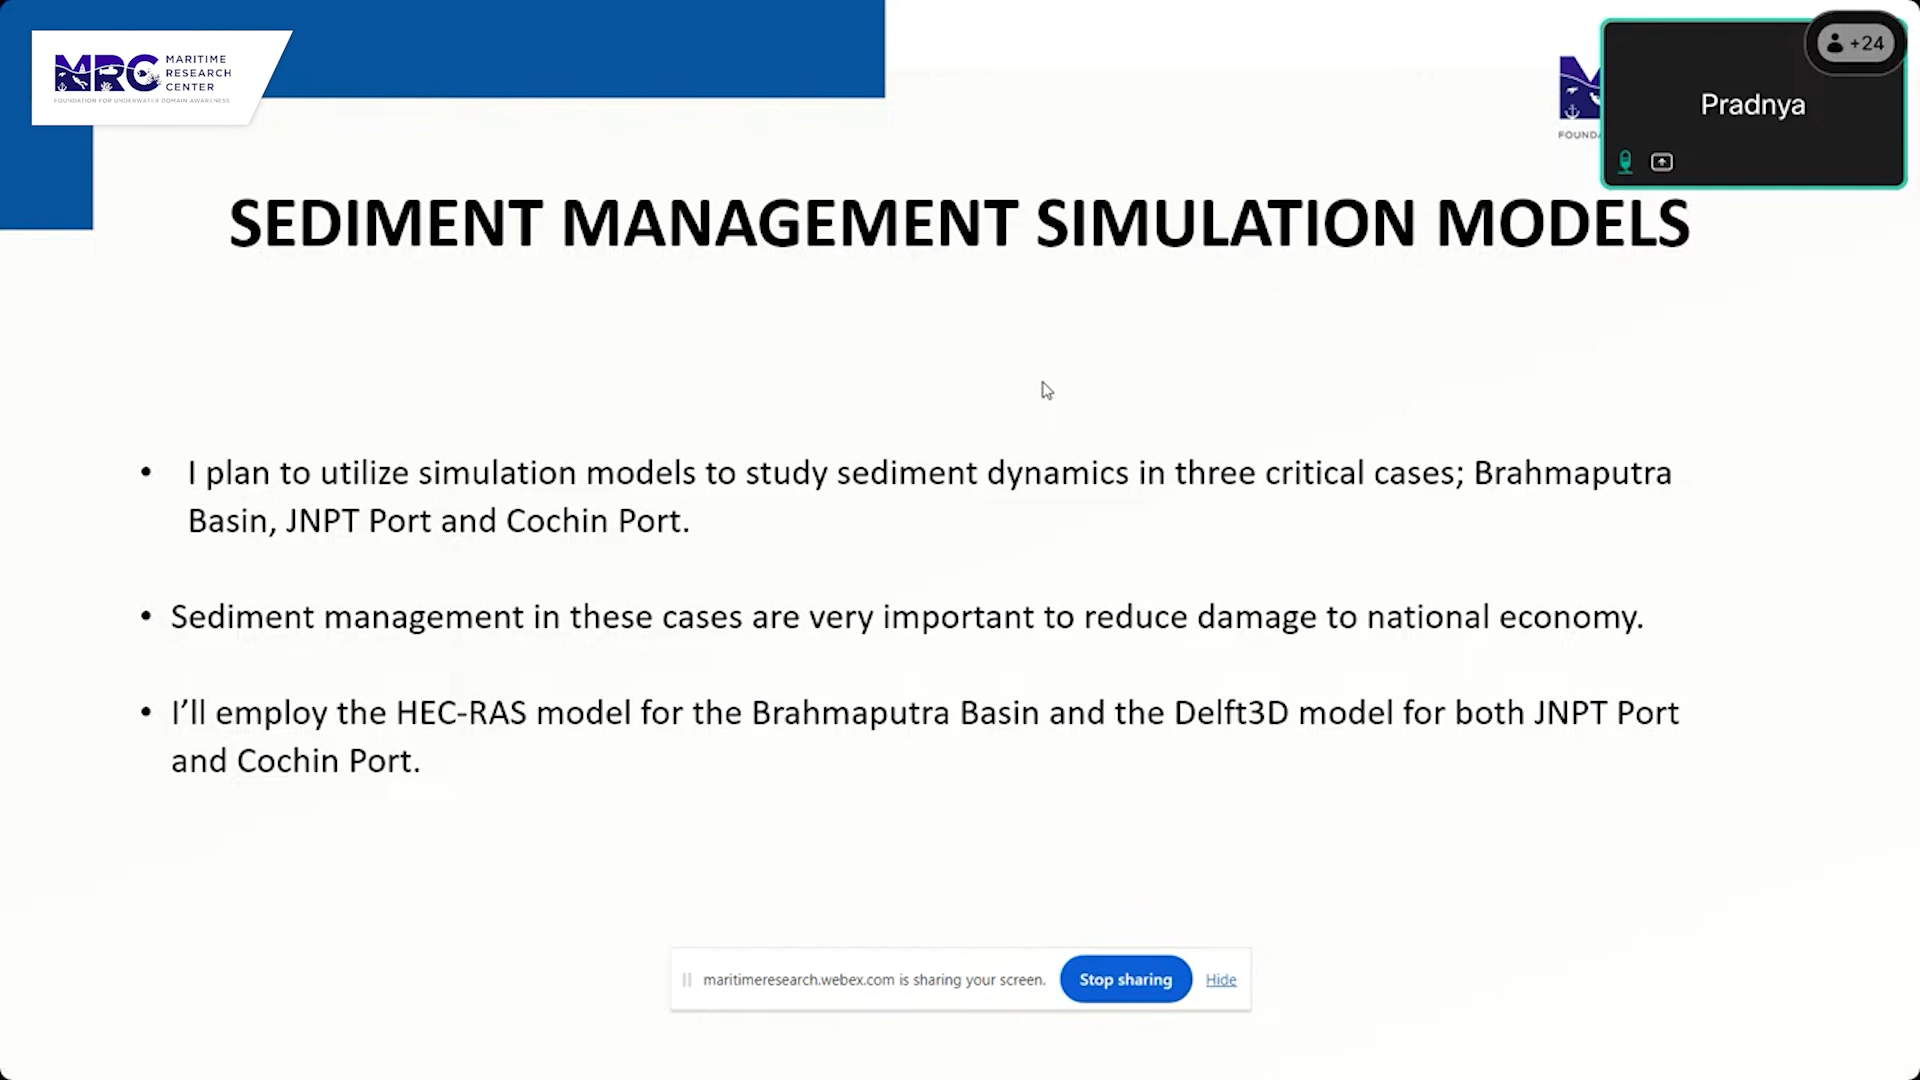 MRC MARITIME
RESEARCH
CENTER
FOUNDATION FOR UNDERWATER DOMAIN AWARENESS
+24
Pradnya
SEDIMENT MANAGEMENT SIMULATION MODELS
• I plan to utilize simulation models to study sediment dynamics in three critical cases; Brahmaputra
Basin, JNPT Port and Cochin Port.
• Sediment management in these cases are very important to reduce damage to national economy.
• I’ll employ the HEC-RAS model for the Brahmaputra Basin and the Delft3D model for both JNPT Port
and Cochin Port.
maritimeresearch.webex.com is sharing your screen. Stop sharing Hide